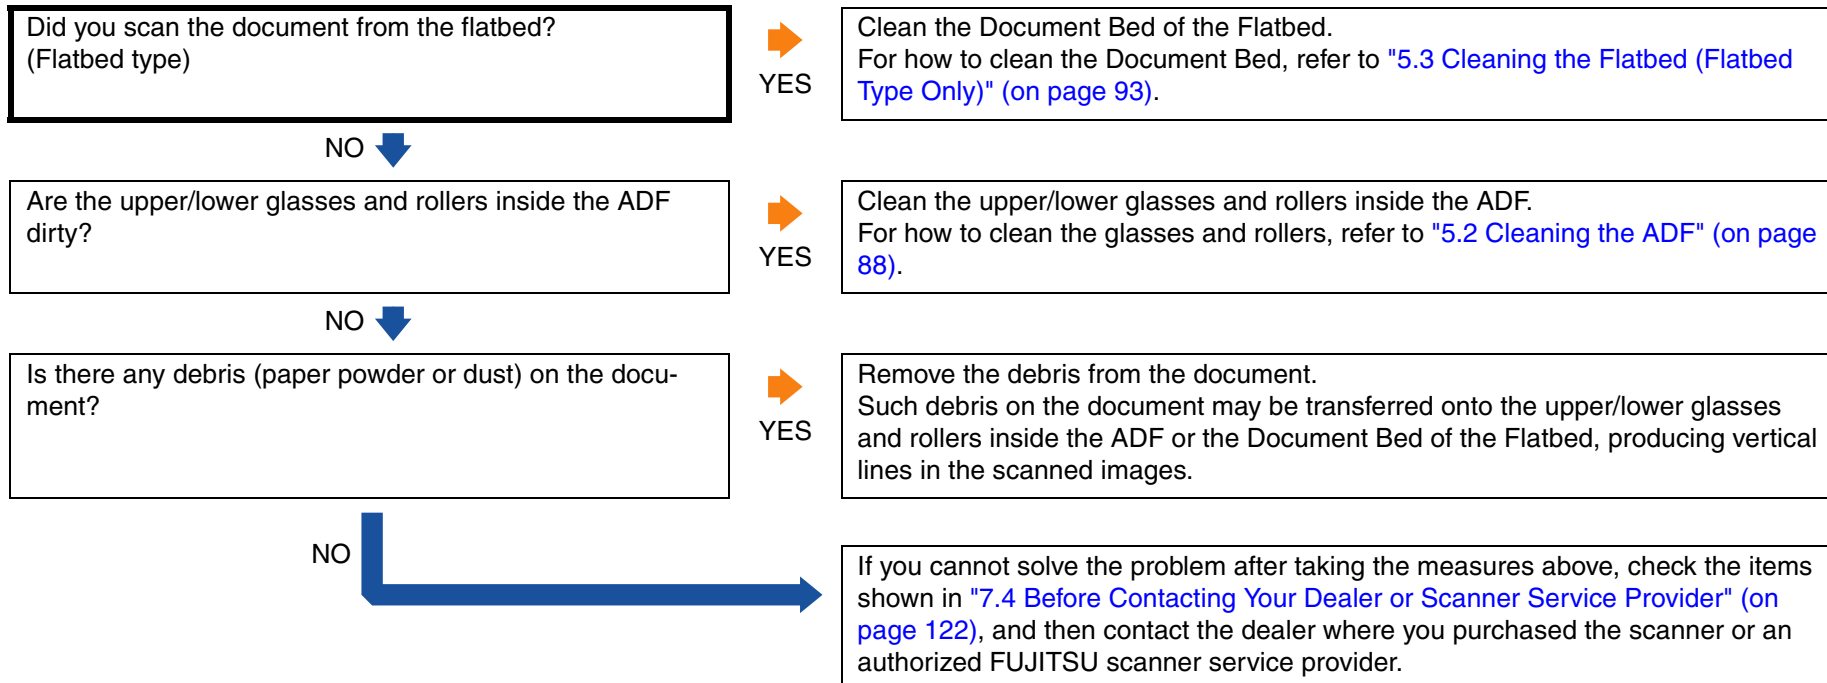 Did you scan the document from the flatbed?
(Flatbed type)
YES
Clean the Document Bed of the Flatbed.
For how to clean the Document Bed, refer to "5.3 Cleaning the Flatbed (Flatbed
Type Only)" (on page 93).
NO
Are the upper/lower glasses and rollers inside the ADF
dirty?
YES
Clean the upper/lower glasses and rollers inside the ADF.
For how to clean the glasses and rollers, refer to "5.2 Cleaning the ADF" (on page
88).
NO
Is there any debris (paper powder or dust) on the docu-
ment?
YES
Remove the debris from the document.
Such debris on the document may be transferred onto the upper/lower glasses
and rollers inside the ADF or the Document Bed of the Flatbed, producing vertical
lines in the scanned images.
NO
If you cannot solve the problem after taking the measures above, check the items
shown in "7.4 Before Contacting Your Dealer or Scanner Service Provider" (on
page 122), and then contact the dealer where you purchased the scanner or an
authorized FUJITSU scanner service provider.